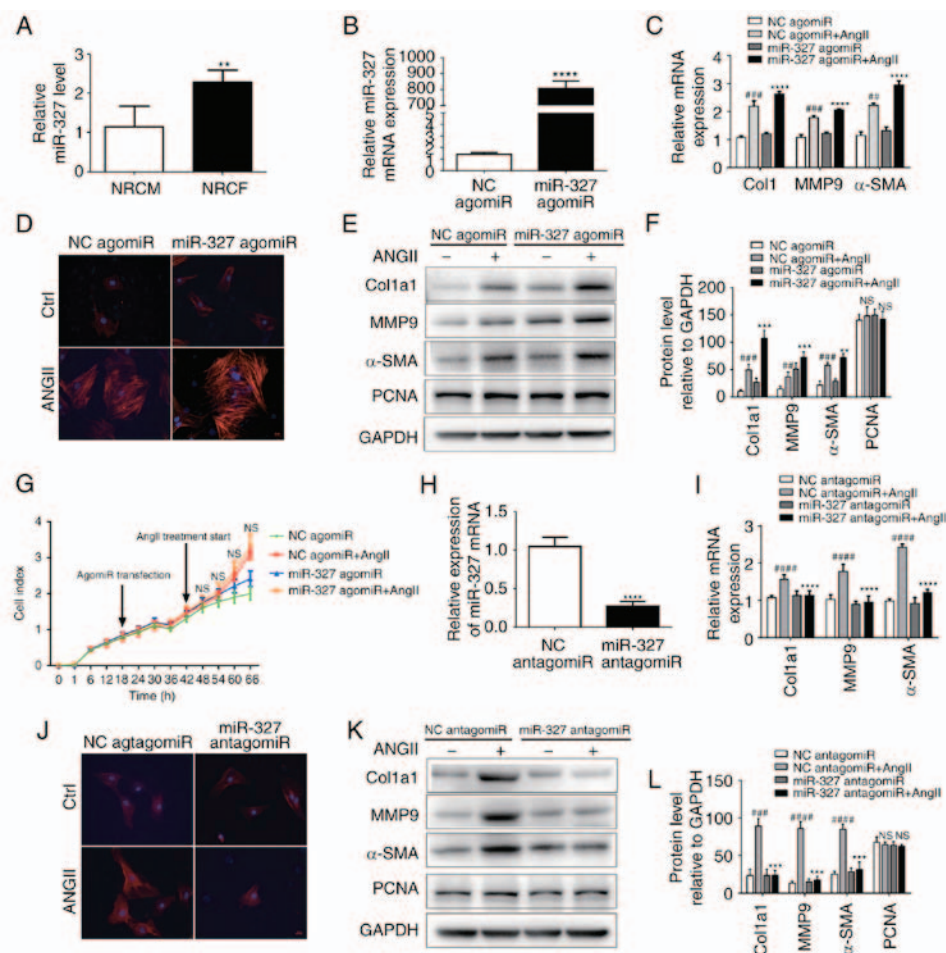 A
Relative
miR-327 level
3
2
1
0
**
NRCM
NRCF
B
Relative miR-327
mRNA expression
1000
900
800
700
5
4
3
2
1
0
****
NC
agomiR
miR-327
agomiR
C
NC agomiR
NC agomiR+AngII
miR-327 agomiR
miR-327 agomiR+AngII
Relative mRNA
expression
4
3
2
1
0
### **** ### **** ## ****
Col1 MMP9 α-SMA
D
NC agomiR miR-327 agomiR
Ctrl
ANGII
E
NC agomiR miR-327 agomiR
ANGII – + – +
Col1a1
MMP9
α-SMA
PCNA
GAPDH
F
NC agomiR
NC agomiR+AngII
miR-327 agomiR
miR-327 agomiR+AngII
Protein level
relative to GAPDH
200
150
100
50
0
### *** ### *** ### ** NS NS
Col1a1
MMP9
α-SMA
PCNA
G
Cell index
4
3
2
1
0
AgomiR transfection
AngII treatment start
NS NS NS NS NS
NC agomiR
NC agomiR+AngII
miR-327 agomiR
miR-327 agomiR+AngII
0 1 6 12 18 24 30 36 42 48 54 60 66
Time (h)
H
Relative expression
of miR-327 mRNA
1.5
1.0
0.5
0.0
****
NC
antagomiR
miR-327
antagomiR
I
NC antagomiR
NC antagomiR+AngII
miR-327 antagomiR
miR-327 antagomiR+AngII
Relative mRNA
expression
3
2
1
0
#### **** #### **** #### ****
Col1a1
MMP9
α-SMA
J
NC agtagomiR
miR-327
antagomiR
Ctrl
ANGII
K
NC antagomiR miR-327 antagomiR
ANGII – + – +
Col1a1
MMP9
α-SMA
PCNA
GAPDH
L
NC antagomiR
NC antagomiR+AngII
miR-327 antagomiR
miR-327 antagomiR+AngII
Protein level
relative to GAPDH
150
100
50
0
### *** #### *** #### *** NS NS
Col1a1
MMP9
α-SMA
PCNA